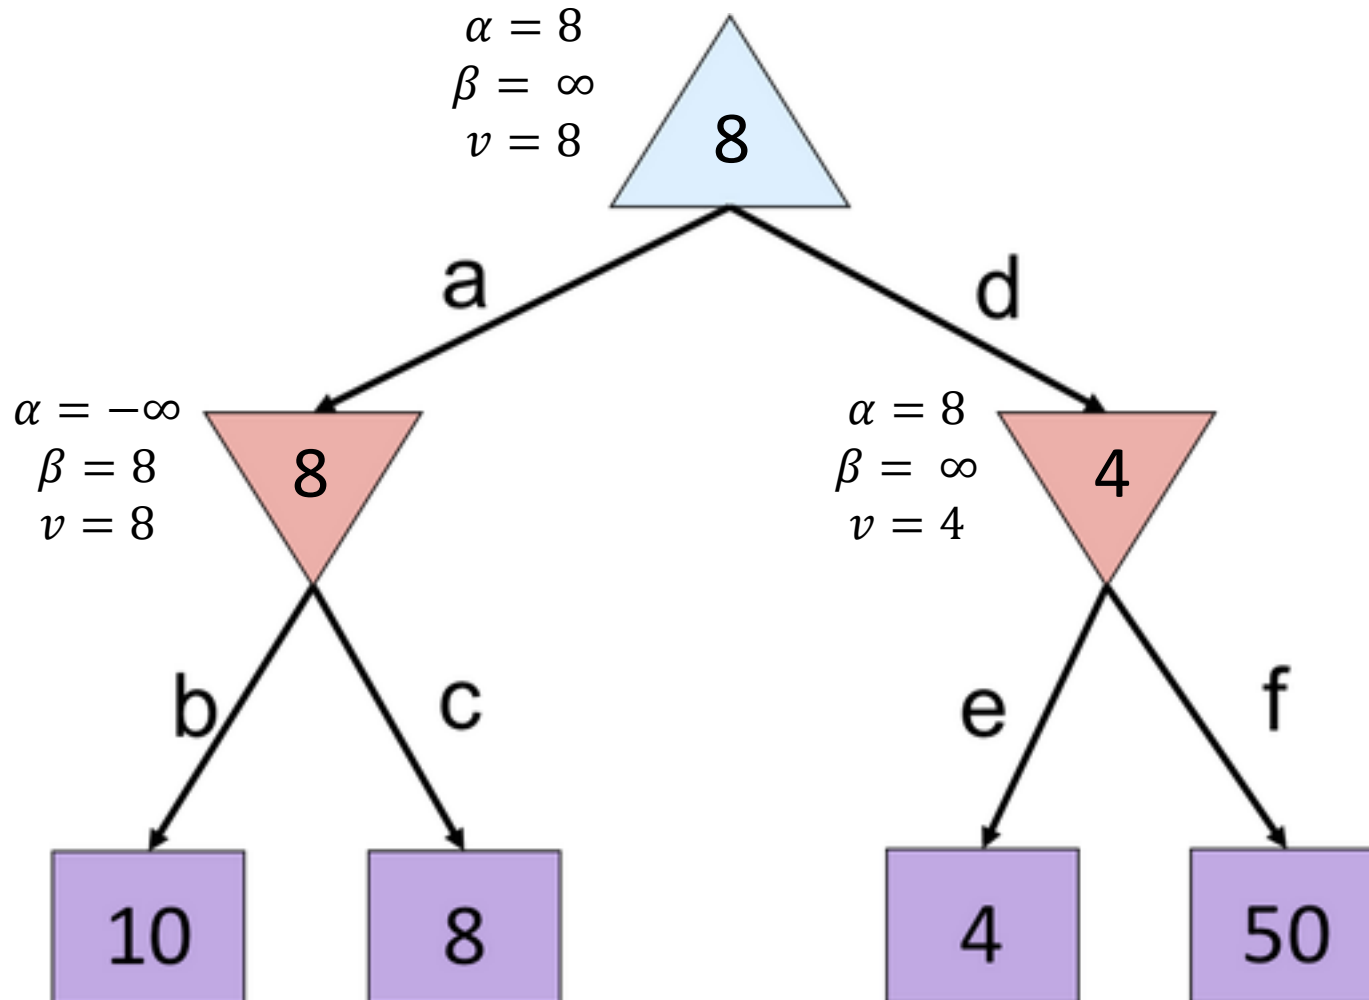 α = 8
β = ∞
v = 8
8
a
d
α = −∞
β = 8
v = 8
8
α = 8
β = ∞
v = 4
4
b
c
e
f
10
8
4
50